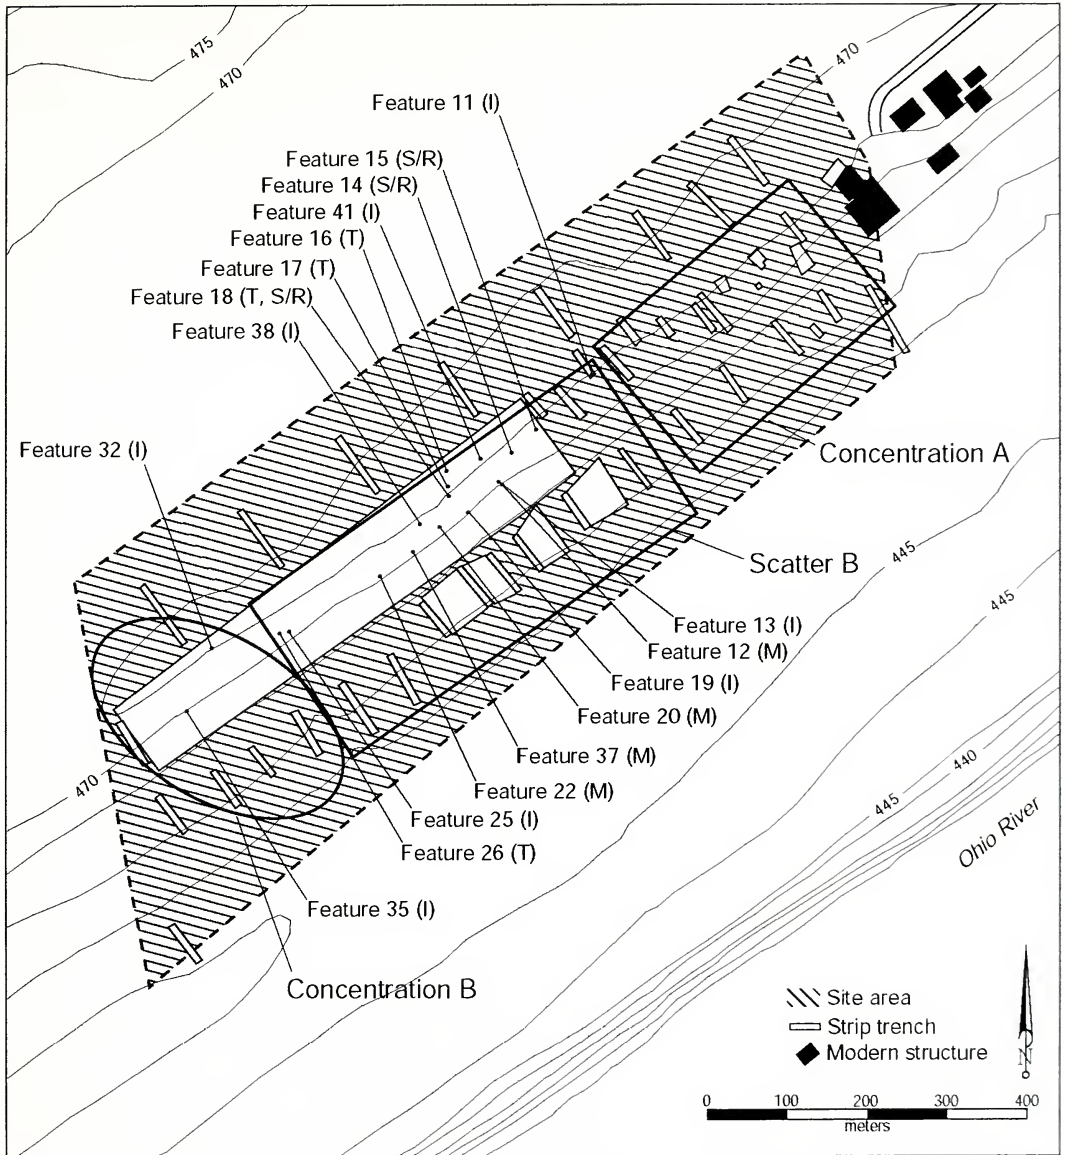 475
470
470
Feature 11 (I)
Feature 15 (S/R)
Feature 14 (S/R)
Feature 41 (I)
Feature 16 (T)
Feature 17 (T)
Feature 18 (T, S/R)
Feature 38 (I)
Feature 32 (I)
Concentration A
Scatter B
445
445
Feature 13 (I)
Feature 12 (M)
Feature 19 (I)
Feature 20 (M)
Feature 37 (M)
Feature 22 (M)
Feature 25 (I)
Feature 26 (T)
Feature 35 (I)
Concentration B
470
440
445
Ohio River
Site area
Strip trench
Modern structure
N
0 100 200 300 400
meters